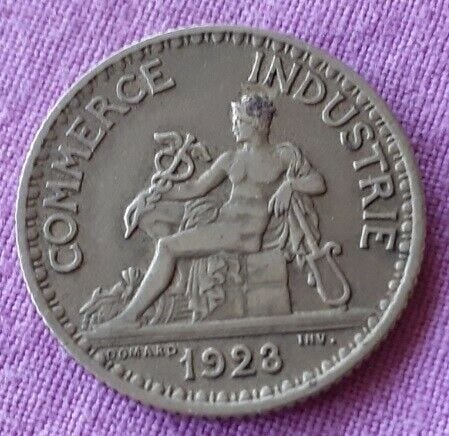 COMMERCE INDUSTRIE
DOMARD INV.
1923